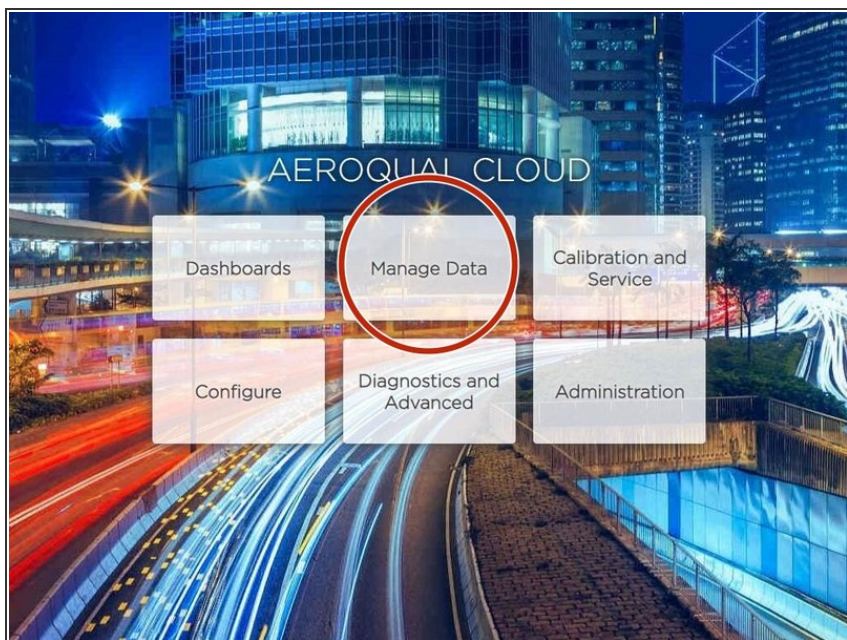 AEROQUAL CLOUD
Dashboards
Manage Data
Calibration and
Service
Configure
Diagnostics and
Advanced
Administration